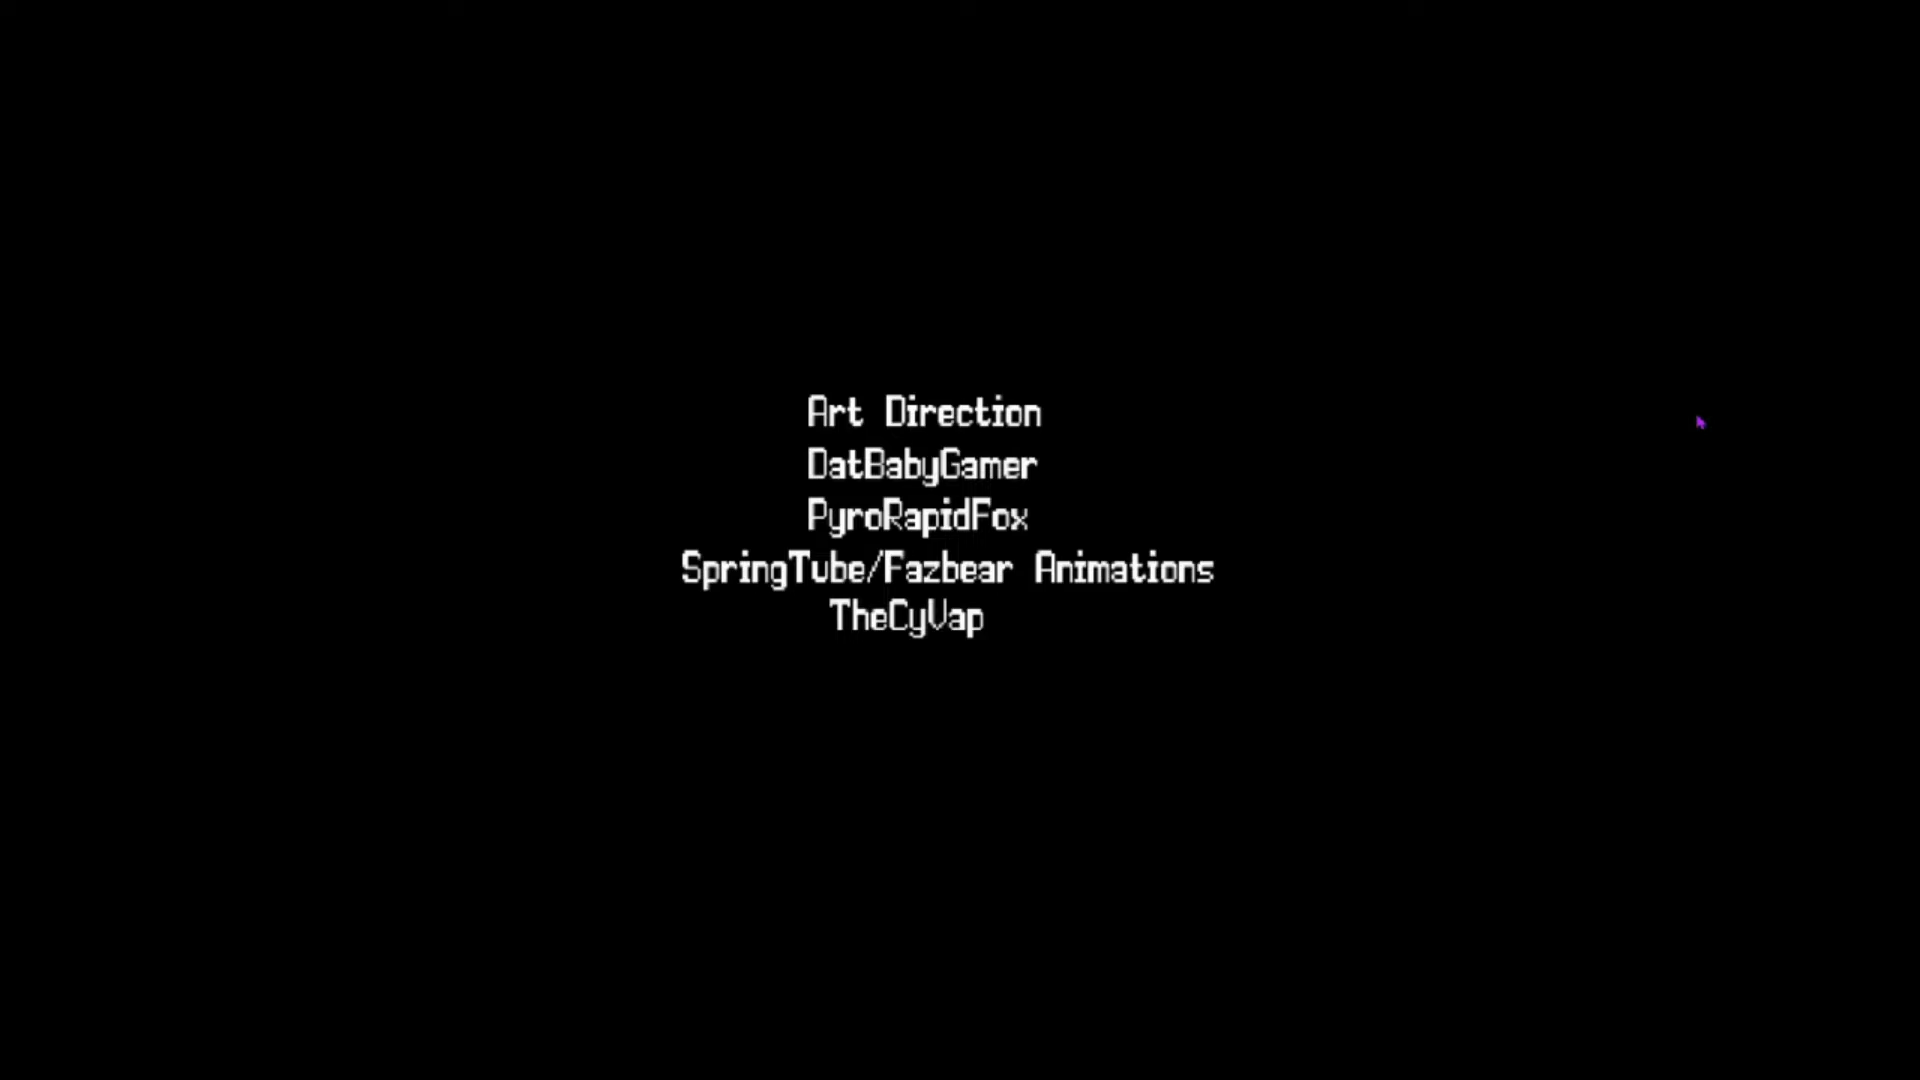 Art Direction
DatBabyGamer
PyroRapidFox
SpringTube/Fazbear Animations
TheCyVap